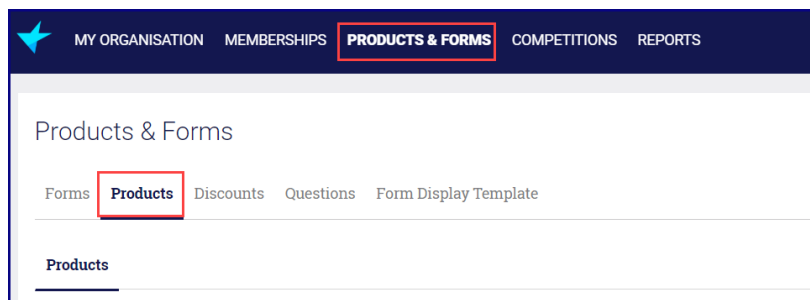 MY ORGANISATION MEMBERSHIPS PRODUCTS & FORMS COMPETITIONS REPORTS
Products & Forms
Forms Products Discounts Questions Form Display Template
Products